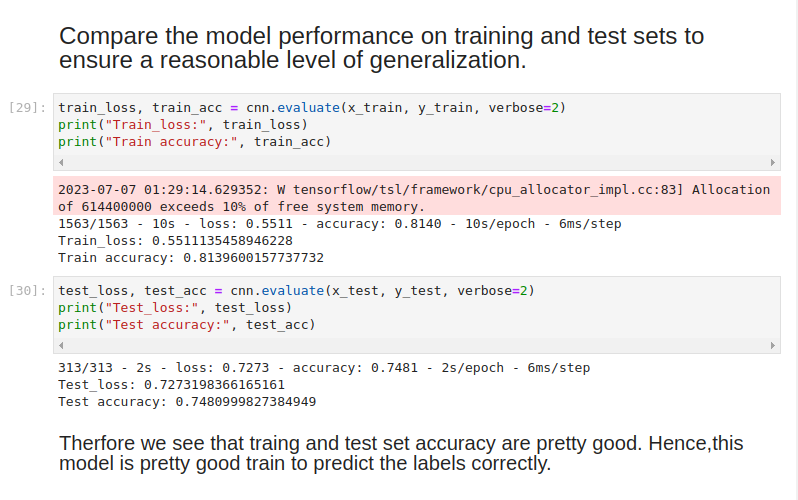 Compare the model performance on training and test sets to
ensure a reasonable level of generalization.
[29]: train_loss, train_acc = cnn.evaluate(x_train, y_train, verbose=2)
print("Train_loss:", train_loss)
print("Train accuracy:", train_acc)
2023-07-07 01:29:14.629352: W tensorflow/tsl/framework/cpu_allocator_impl.cc:83] Allocation
of 614400000 exceeds 10% of free system memory.
1563/1563 - 10s - loss: 0.5511 - accuracy: 0.8140 - 10s/epoch - 6ms/step
Train_loss: 0.5511135458946228
Train accuracy: 0.8139600157737732
[30]: test_loss, test_acc = cnn.evaluate(x_test, y_test, verbose=2)
print("Test_loss:", test_loss)
print("Test accuracy:", test_acc)
313/313 - 2s - loss: 0.7273 - accuracy: 0.7481 - 2s/epoch - 6ms/step
Test_loss: 0.7273198366165161
Test accuracy: 0.7480999827384949
Therfore we see that traing and test set accuracy are pretty good. Hence,this
model is pretty good train to predict the labels correctly.